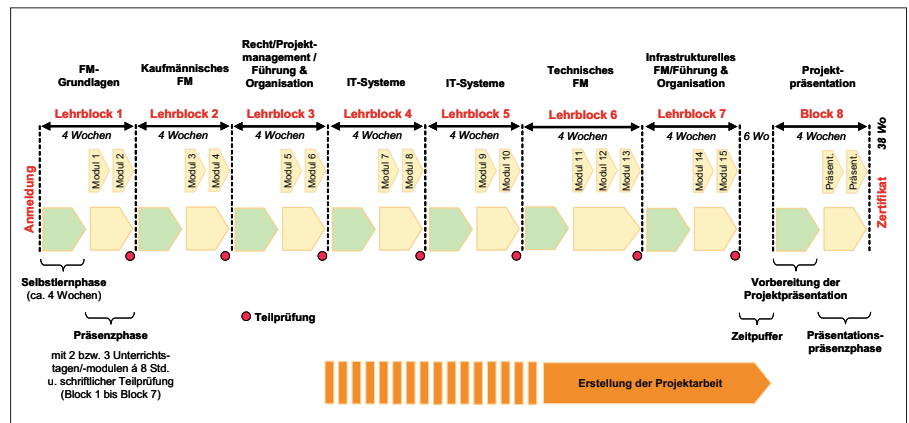 FM-
Grundlagen
Kaufmännisches
FM
Recht/Projekt-
management /
Führung &
Organisation
IT-Systeme
IT-Systeme
Technisches
FM
Infrastrukturelles
FM/Führung &
Organisation
Projekt-
präsentation
Lehrblock 1
Lehrblock 2
Lehrblock 3
Lehrblock 4
Lehrblock 5
Lehrblock 6
Lehrblock 7
Block 8
4 Wochen
4 Wochen
4 Wochen
4 Wochen
4 Wochen
4 Wochen
4 Wochen
6 Wo
4 Wochen
38 Wo
Anmeldung
Modul 1
Modul 2
Modul 3
Modul 4
Modul 5
Modul 6
Modul 7
Modul 8
Modul 9
Modul 10
Modul 11
Modul 12
Modul 13
Modul 14
Modul 15
Präsent.
Präsent.
Zertifikat
Selbstlernphase
(ca. 4 Wochen)
Präsenzphase
mit 2 bzw. 3 Unterrichts-
tagen/-modulen á 8 Std.
u. schriftlicher Teilprüfung
(Block 1 bis Block 7)
Teilprüfung
Vorbereitung der
Projektpräsentation
Zeitpuffer
Präsentations-
präsenzphase
Erstellung der Projektarbeit